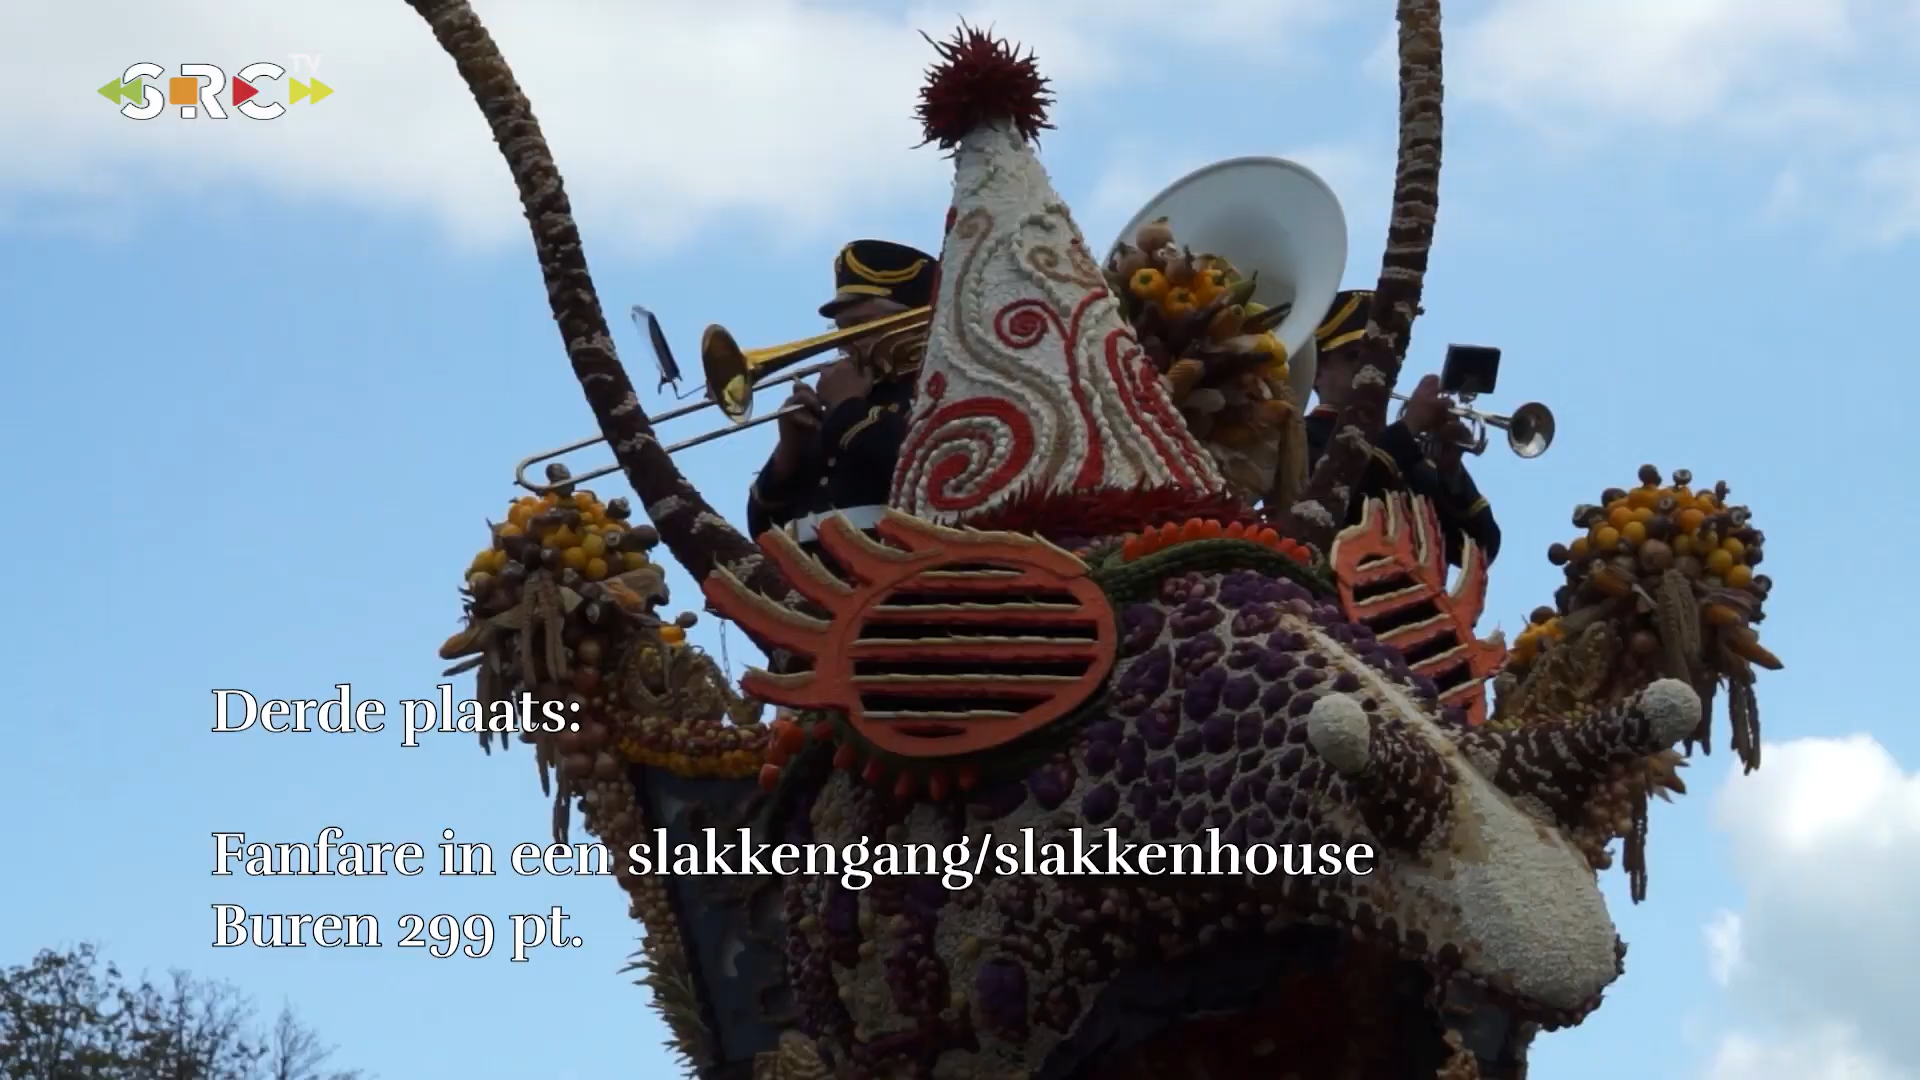 SRC TV
Derde plaats:
Fanfare in een slakkengang/slakkenhouse
Buren 299 pt.